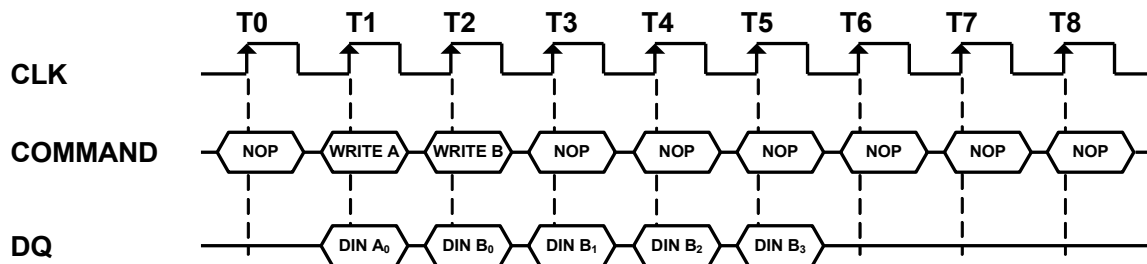 T0 T1 T2 T3 T4 T5 T6 T7 T8
CLK
COMMAND NOP WRITE A WRITE B NOP NOP NOP NOP NOP NOP
DQ DIN A₀ DIN B₀ DIN B₁ DIN B₂ DIN B₃